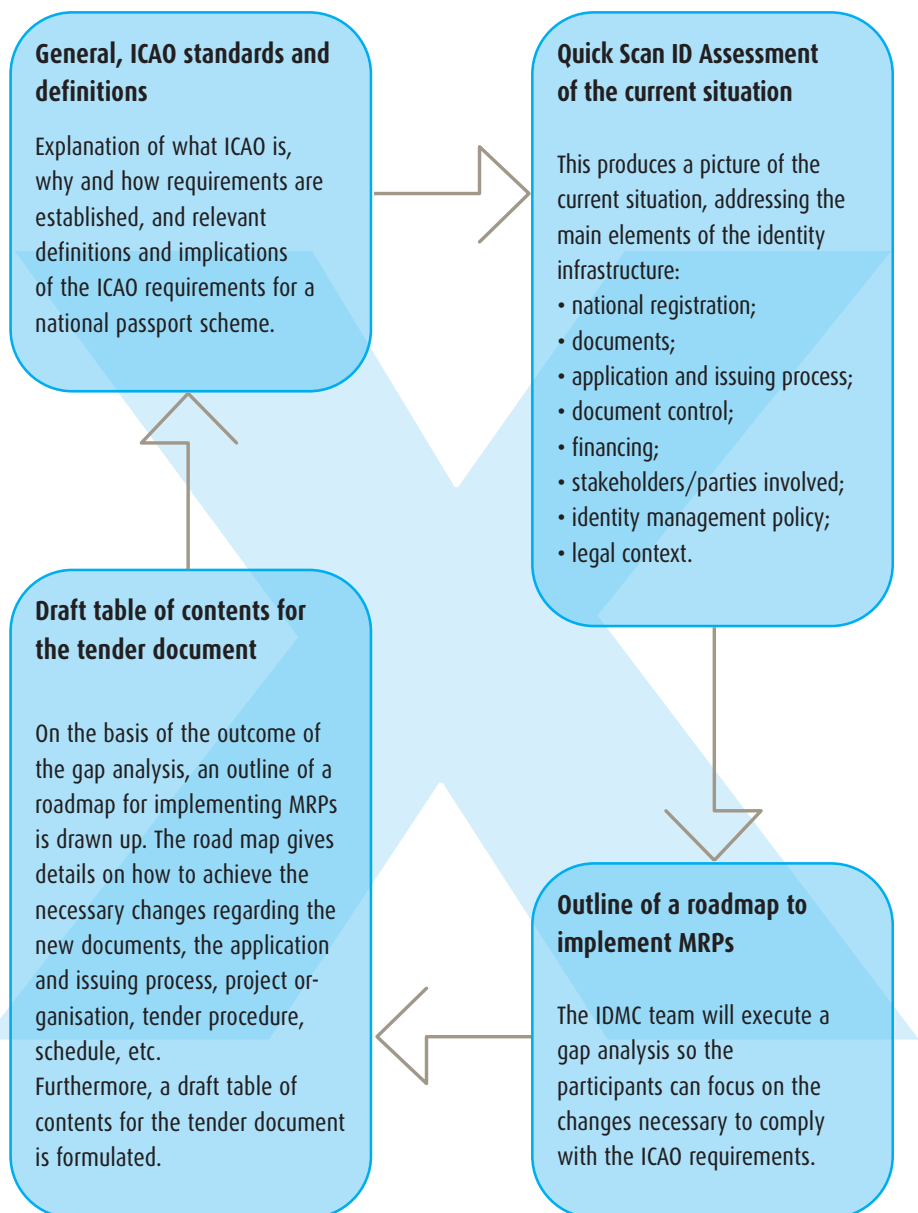 General, ICAO standards and
definitions
Explanation of what ICAO is,
why and how requirements are
established, and relevant
definitions and implications
of the ICAO requirements for a
national passport scheme.
Quick Scan ID Assessment
of the current situation
This produces a picture of the
current situation, addressing the
main elements of the identity
infrastructure:
• national registration;
• documents;
• application and issuing process;
• document control;
• financing;
• stakeholders/parties involved;
• identity management policy;
• legal context.
Outline of a roadmap to
implement MRPs
The IDMC team will execute a
gap analysis so the
participants can focus on the
changes necessary to comply
with the ICAO requirements.
Draft table of contents for
the tender document
On the basis of the outcome of
the gap analysis, an outline of a
roadmap for implementing MRPs
is drawn up. The road map gives
details on how to achieve the
necessary changes regarding the
new documents, the application
and issuing process, project or-
ganisation, tender procedure,
schedule, etc.
Furthermore, a draft table of
contents for the tender document
is formulated.